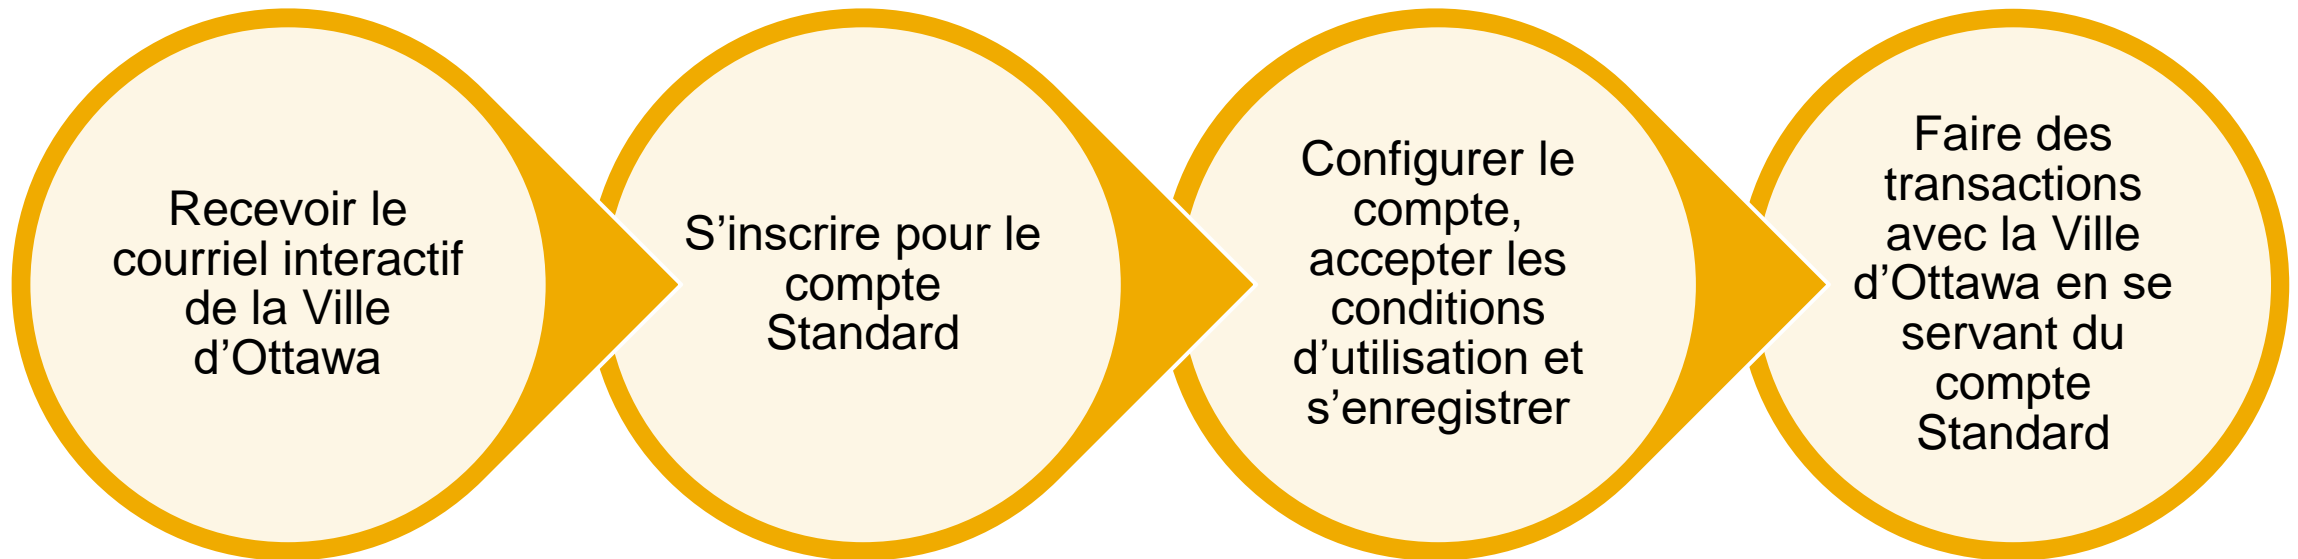 Recevoir le
courriel interactif
de la Ville
d’Ottawa
S’inscrire pour le
compte
Standard
Configurer le
compte,
accepter les
conditions
d’utilisation et
s’enregistrer
Faire des
transactions
avec la Ville
d’Ottawa en se
servant du
compte
Standard